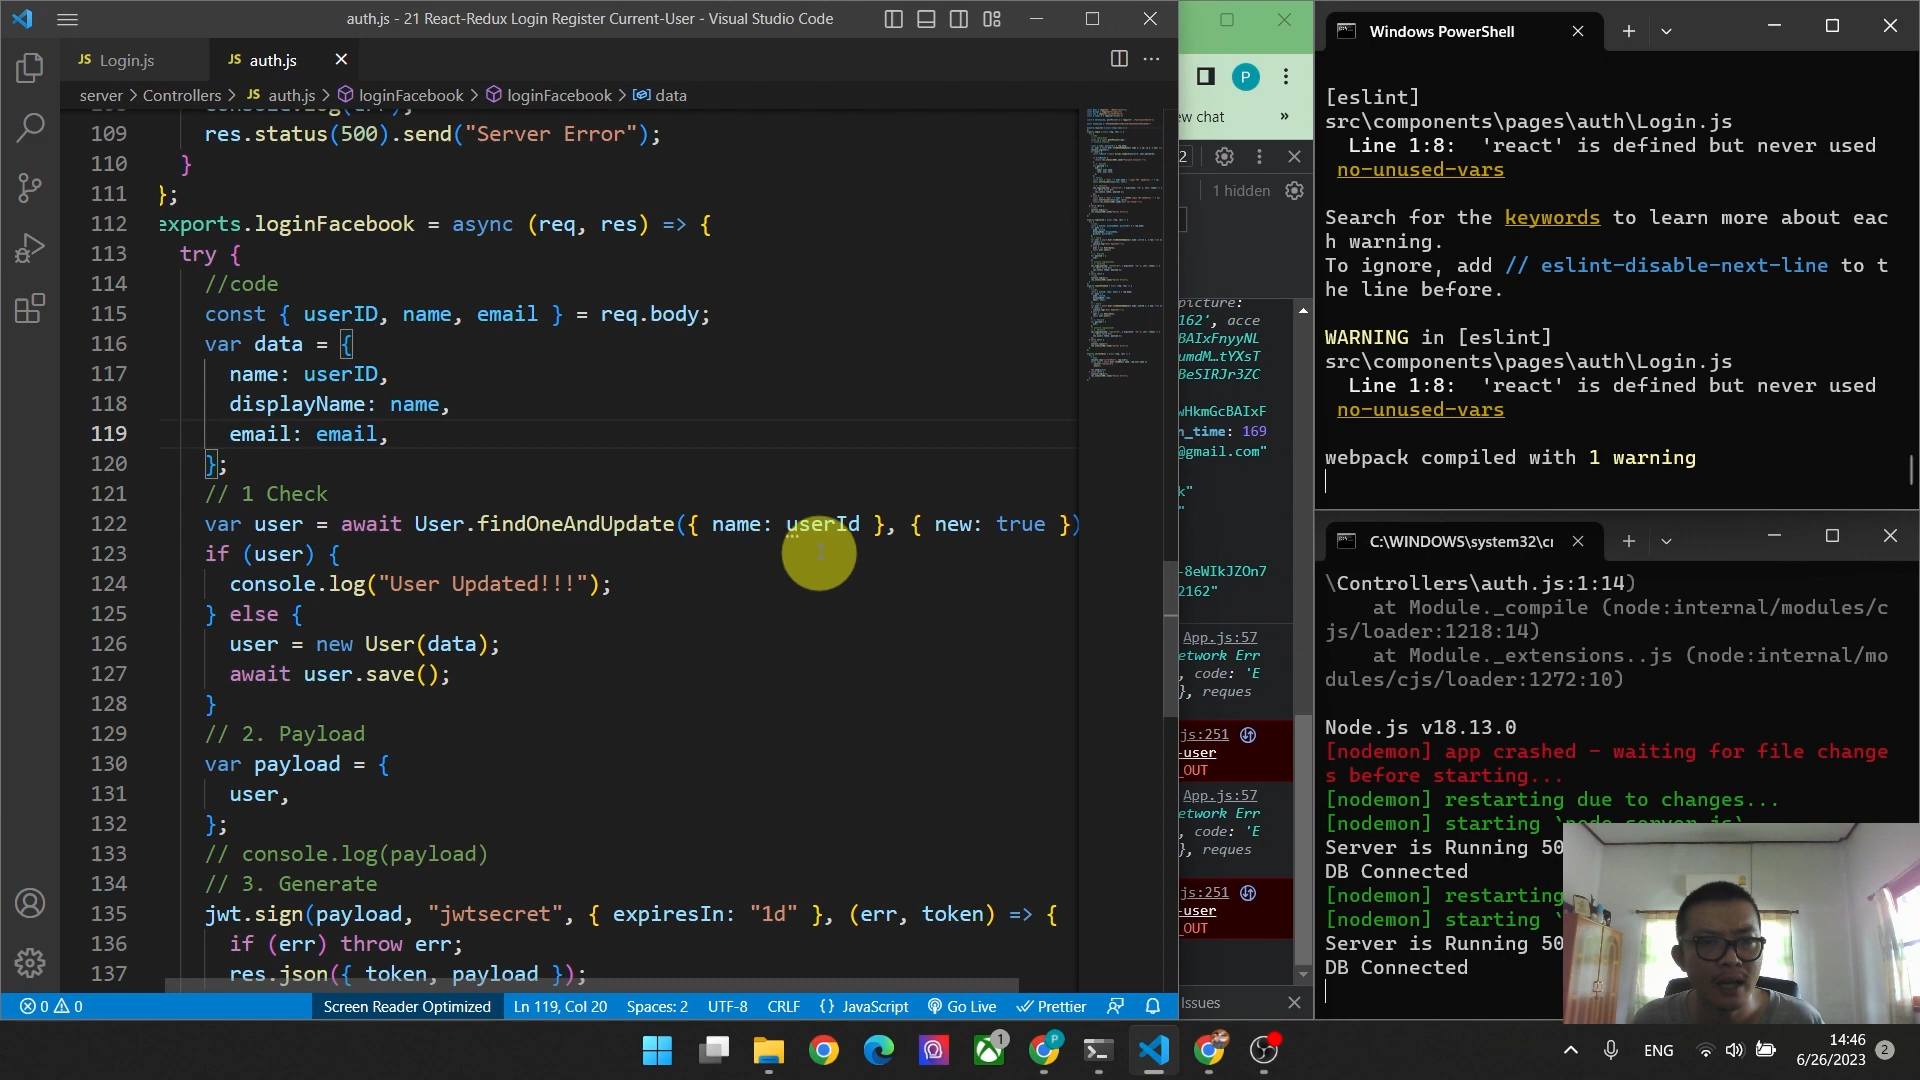 auth.js - 21 React-Redux Login Register Current-User - Visual Studio Code
JS Login.js
JS auth.js
server > Controllers > JS auth.js > loginFacebook > loginFacebook > data
109 res.status(500).send("Server Error");
110 }
111 };
112 exports.loginFacebook = async (req, res) => {
113 try {
114 //code
115 const { userID, name, email } = req.body;
116 var data = {
117 name: userID,
118 displayName: name,
119 email: email,
120 };
121 // 1 Check
122 var user = await User.findOneAndUpdate({ name: userId }, { new: true })
123 if (user) {
124 console.log("User Updated!!!");
125 } else {
126 user = new User(data);
127 await user.save();
128 }
129 // 2. Payload
130 var payload = {
131 user,
132 };
133 // console.log(payload)
134 // 3. Generate
135 jwt.sign(payload, "jwtsecret", { expiresIn: "1d" }, (err, token) => {
136 if (err) throw err;
137 res.json({ token, payload });
0 0
Screen Reader Optimized
Ln 119, Col 20
Spaces: 2
UTF-8
CRLF
{ } JavaScript
Go Live
Prettier
P
ew chat
»
2
1 hidden
picture:
162', acce
BAIxFnyyNL
umdM…tYXsT
BeSIRJr3ZC
wHkmGcBAIxF
n_time: 169
@gmail.com"
k"
"
-8eWIkJZOn7
2162"
App.js:57
etwork Err
, code: 'E
}, reques
js:251
-user
_OUT
App.js:57
etwork Err
, code: 'E
}, reques
js:251
-user
_OUT
Issues
Windows PowerShell
[eslint]
src\components\pages\auth\Login.js
Line 1:8: 'react' is defined but never used
no-unused-vars
Search for the keywords to learn more about eac
h warning.
To ignore, add // eslint-disable-next-line to t
he line before.
WARNING in [eslint]
src\components\pages\auth\Login.js
Line 1:8: 'react' is defined but never used
no-unused-vars
webpack compiled with 1 warning
C:\WINDOWS\system32\cr
\Controllers\auth.js:1:14)
at Module._compile (node:internal/modules/c
js/loader:1218:14)
at Module._extensions..js (node:internal/mo
dules/cjs/loader:1272:10)
Node.js v18.13.0
[nodemon] app crashed - waiting for file change
s before starting...
[nodemon] restarting due to changes...
[nodemon] starting `node server.js`
Server is Running 50
DB Connected
[nodemon] restarting
[nodemon] starting `
Server is Running 50
DB Connected
1
P
ENG
14:46
6/26/2023
2